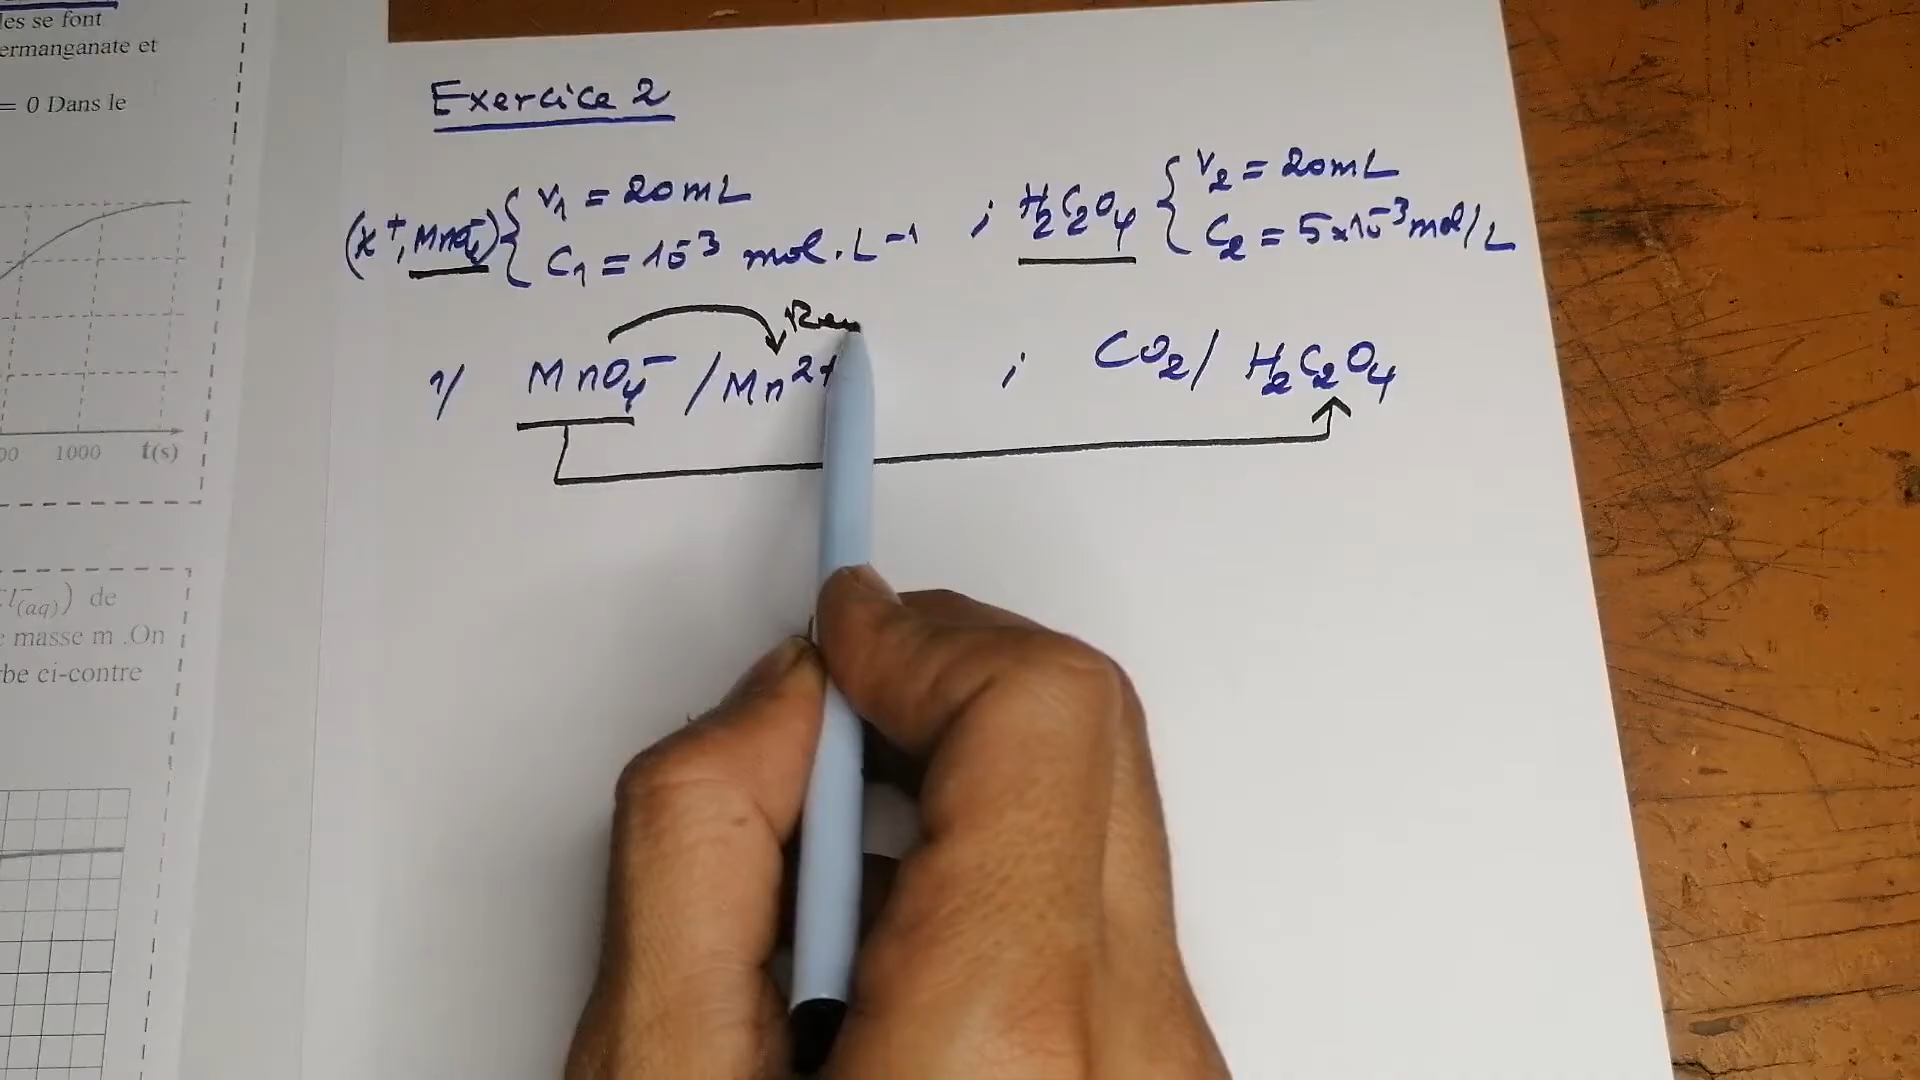 les se font
ermanganate et
= 0 Dans le
1000 t(s)
l⁻(aq)) de
e masse m .On
rbe ci-contre
Exercice 2
(K⁺, MnO₄⁻) { V₁ = 20 mL ; H₂C₂O₄ { V₂ = 20 mL
C₁ = 10⁻³ mol.L⁻¹ C₂ = 5×10⁻³ mol/L
1/ MnO₄⁻ / Mn²⁺ ; CO₂ / H₂C₂O₄